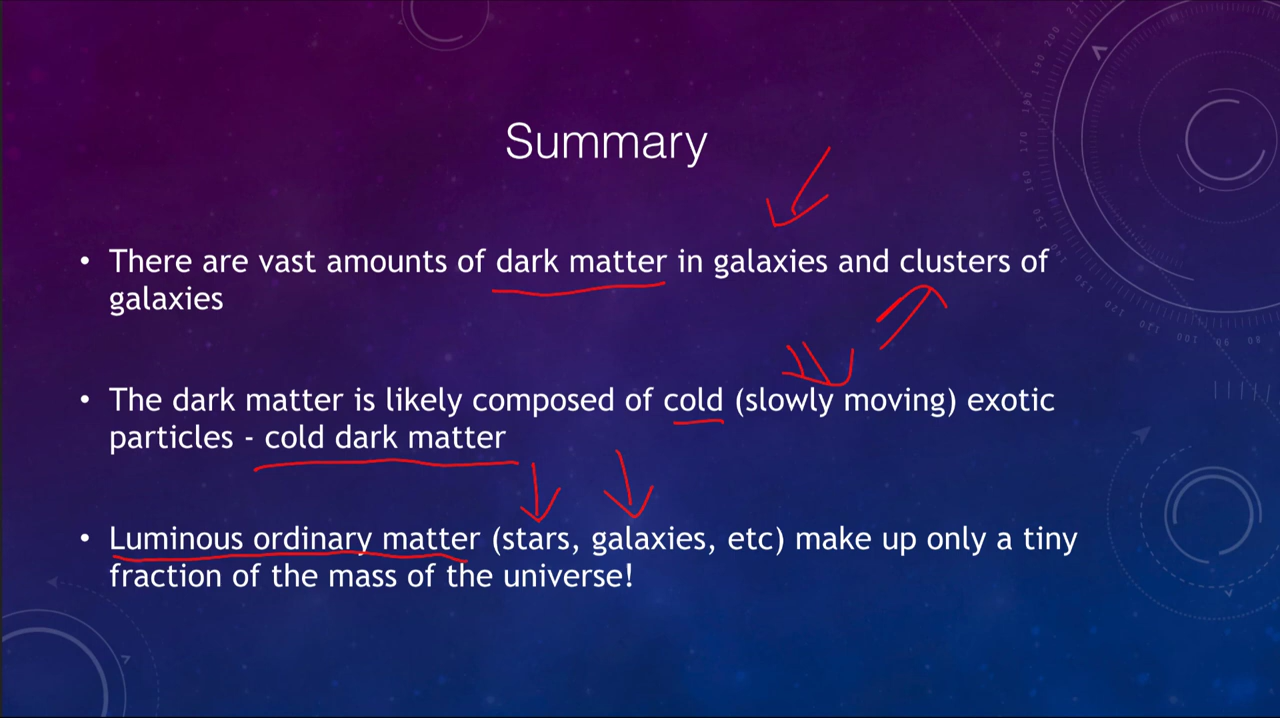 Summary
• There are vast amounts of dark matter in galaxies and clusters of
galaxies
• The dark matter is likely composed of cold (slowly moving) exotic
particles - cold dark matter
• Luminous ordinary matter (stars, galaxies, etc) make up only a tiny
fraction of the mass of the universe!